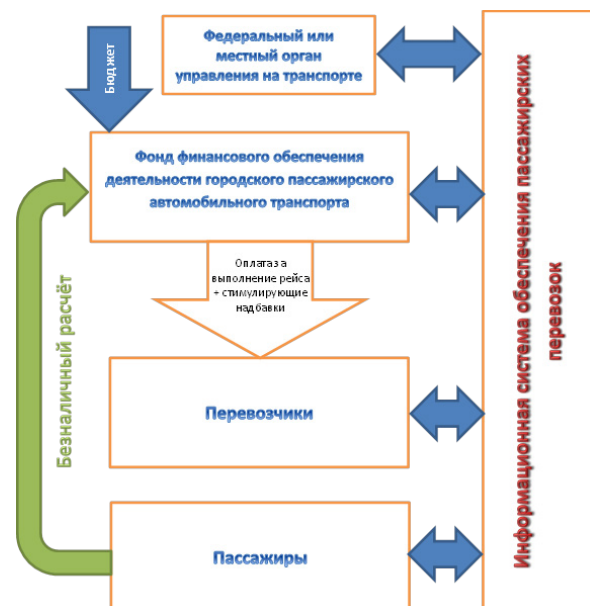 Бюджет
Федеральный или
местный орган
управления на транспорте
Фонд финансового обеспечения
деятельности городского пассажирского
автомобильного транспорта
Оплата за
выполнение рейса
+ стимулирующие
надбавки
Безналичный расчёт
Перевозчики
Пассажиры
Информационная система обеспечения пассажирских
перевозок